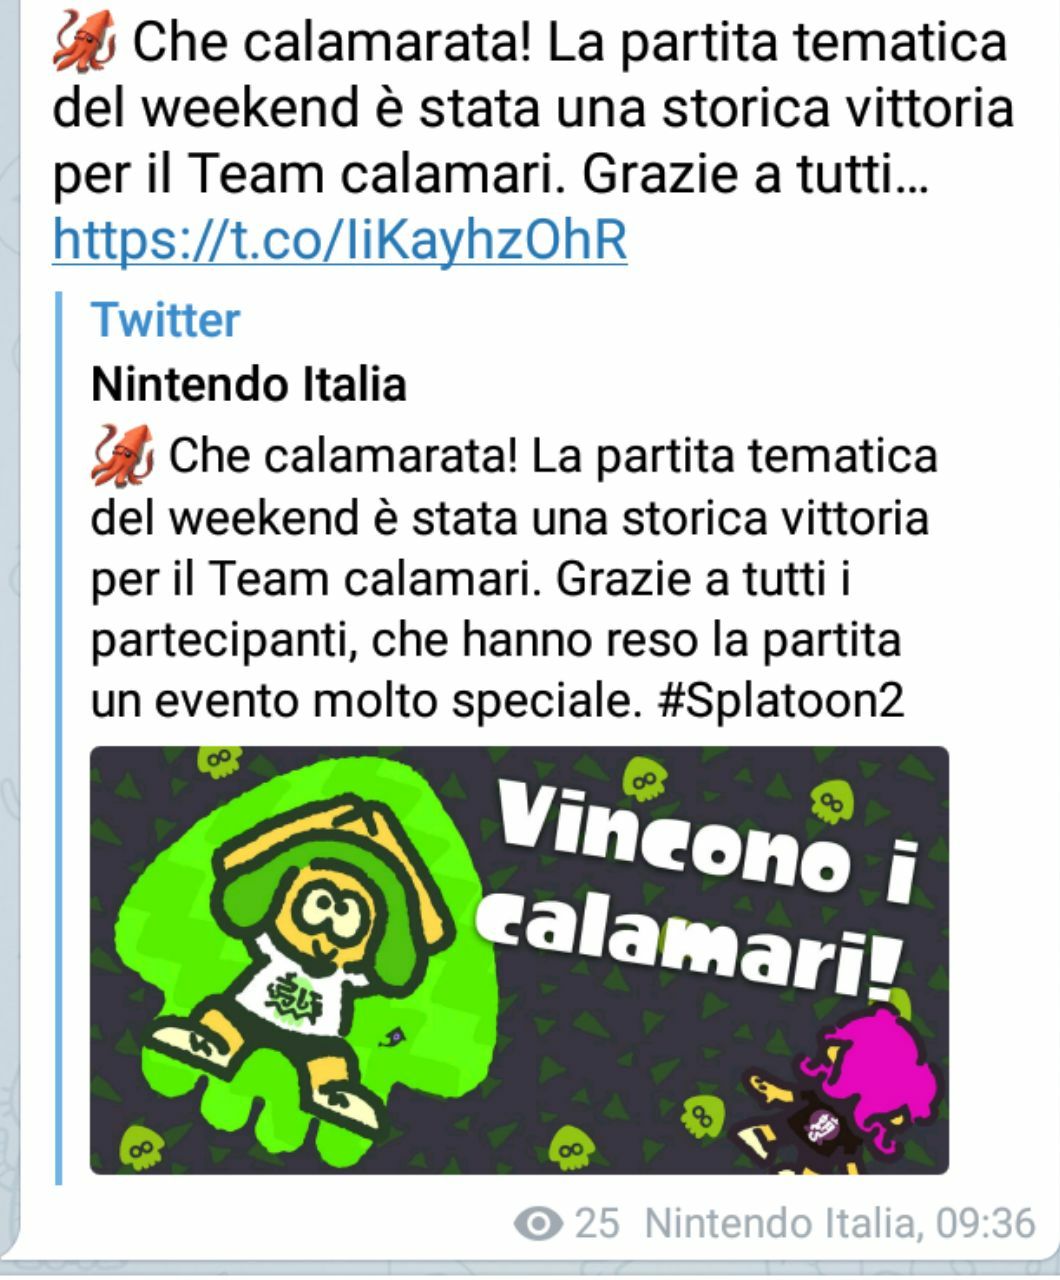 🦑 Che calamarata! La partita tematica
del weekend è stata una storica vittoria
per il Team calamari. Grazie a tutti…
https://t.co/IiKayhzOhR
Twitter
Nintendo Italia
🦑 Che calamarata! La partita tematica
del weekend è stata una storica vittoria
per il Team calamari. Grazie a tutti i
partecipanti, che hanno reso la partita
un evento molto speciale. #Splatoon2
Vincono i
calamari!
25 Nintendo Italia, 09:36